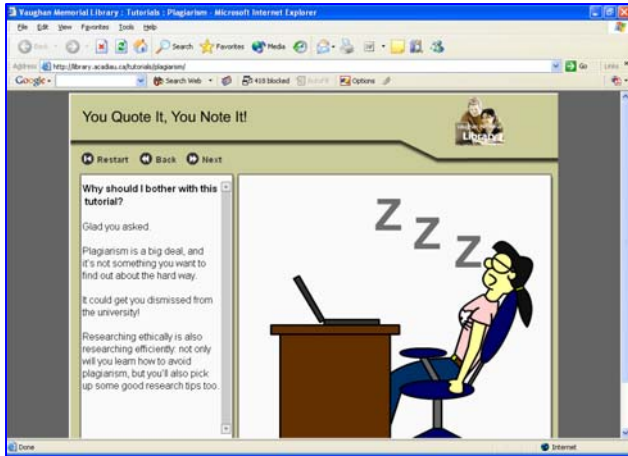 Vaughan Memorial Library : Tutorials : Plagiarism - Microsoft Internet Explorer
File Edit View Favorites Tools Help
Back Search Favorites Media
Address http://library.acadiau.ca/tutorials/plagiarism/ Go Links »
Google Search Web 418 blocked AutoFill Options
You Quote It, You Note It!
Library
Restart Back Next
Why should I bother with this
tutorial?
Glad you asked.
Plagiarism is a big deal, and
it's not something you want to
find out about the hard way.
It could get you dismissed from
the university!
Researching ethically is also
researching efficiently: not only
will you learn how to avoid
plagiarism, but you'll also pick
up some good research tips too.
Z
Z
Z
Done Internet